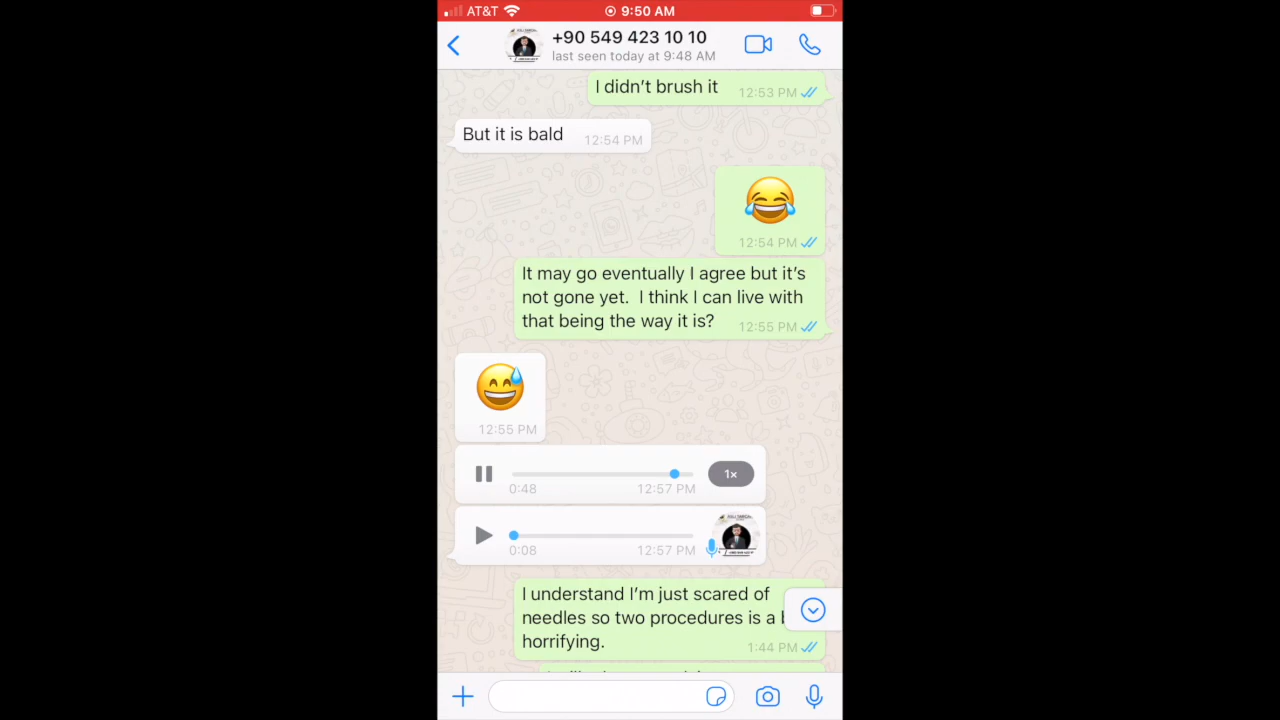 AT&T 9:50 AM
+90 549 423 10 10
last seen today at 9:48 AM
I didn't brush it 12:53 PM
But it is bald 12:54 PM
12:54 PM
It may go eventually I agree but it's
not gone yet.  I think I can live with
that being the way it is? 12:55 PM
12:55 PM
1×
0:48 12:57 PM
0:08 12:57 PM
I understand I'm just scared of
needles so two procedures is a
horrifying. 1:44 PM